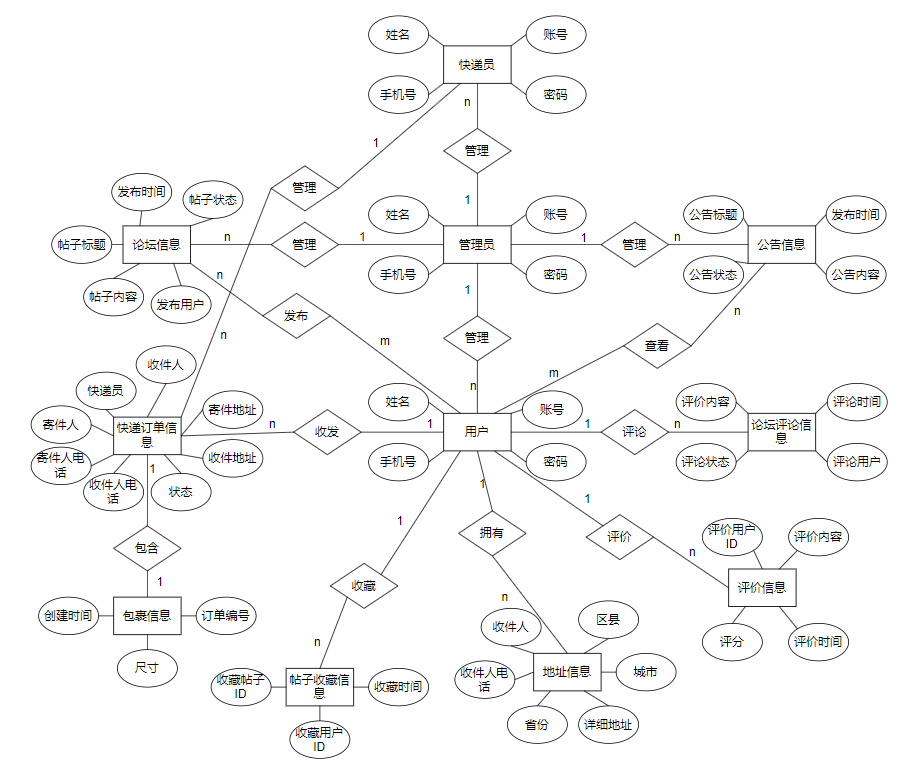 姓名
账号
快递员
手机号
密码
n
1
管理
管理
发布时间
帖子状态
1
姓名
账号
公告标题
发布时间
帖子标题
论坛信息
n
管理
1
管理员
1
管理
n
公告信息
n
手机号
密码
公告状态
公告内容
帖子内容
发布用户
1
发布
n
m
管理
查看
n
收件人
m
快递员
n
姓名
账号
评价内容
评论时间
寄件地址
寄件人
快递订单信
息
n
收发
1
用户
1
评论
n
论坛评论信
息
寄件人电
话
收件地址
手机号
密码
评论状态
评论用户
1
收件人电
话
状态
1
1
1
评价用户
ID
评价内容
拥有
评价
包含
n
1
收藏
评价信息
n
创建时间
包裹信息
订单编号
收件人
区县
评分
评价时间
n
尺寸
收件人电
话
地址信息
城市
收藏帖子
ID
帖子收藏信
息
收藏时间
省份
详细地址
收藏用户
ID